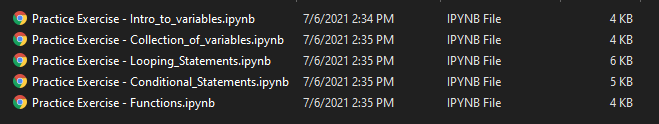 Practice Exercise - Intro_to_variables.ipynb 7/6/2021 2:34 PM IPYNB File 4 KB
Practice Exercise - Collection_of_variables.ipynb 7/6/2021 2:35 PM IPYNB File 4 KB
Practice Exercise - Looping_Statements.ipynb 7/6/2021 2:35 PM IPYNB File 6 KB
Practice Exercise - Conditional_Statements.ipynb 7/6/2021 2:35 PM IPYNB File 5 KB
Practice Exercise - Functions.ipynb 7/6/2021 2:35 PM IPYNB File 4 KB